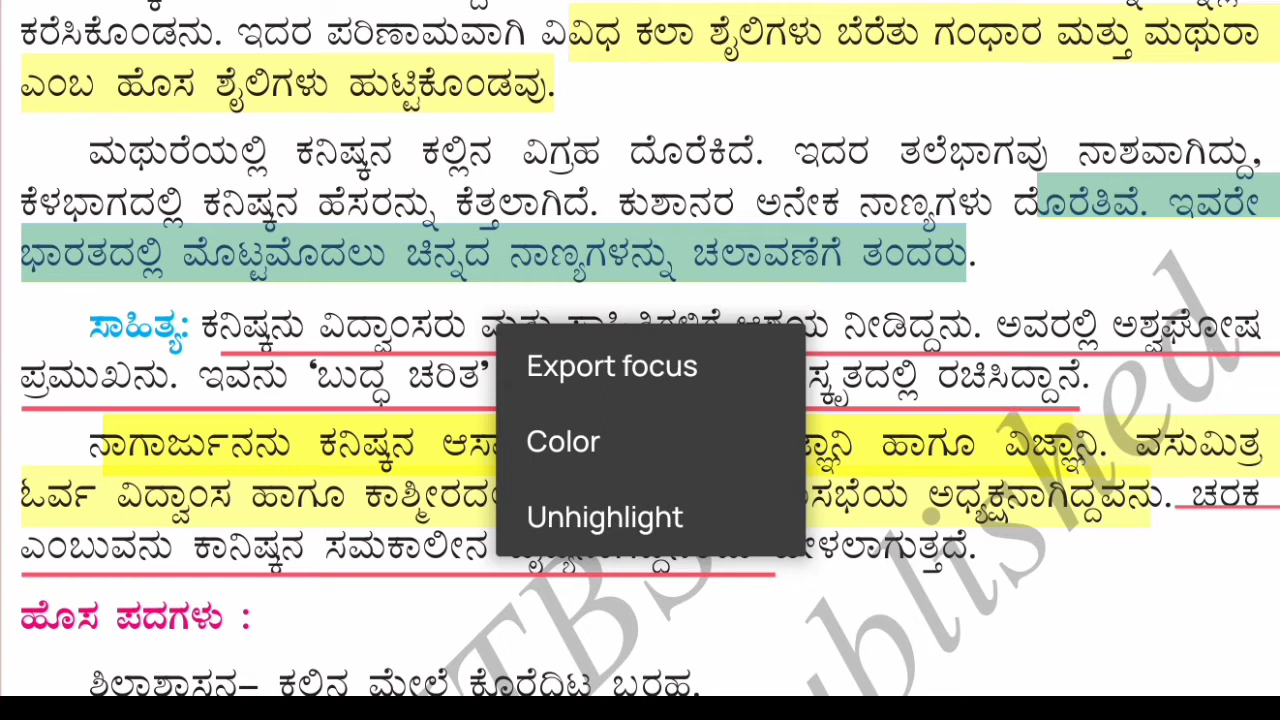 ಕರೆಸಿಕೊಂಡನು. ಇದರ ಪರಿಣಾಮವಾಗಿ ವಿವಿಧ ಕಲಾ ಶೈಲಿಗಳು ಬೆರೆತು ಗಂಧಾರ ಮತ್ತು ಮಥುರಾ
ಎಂಬ ಹೊಸ ಶೈಲಿಗಳು ಹುಟ್ಟಿಕೊಂಡವು.
ಮಥುರೆಯಲ್ಲಿ ಕನಿಷ್ಕನ ಕಲ್ಲಿನ ವಿಗ್ರಹ ದೊರೆಕಿದೆ. ಇದರ ತಲೆಭಾಗವು ನಾಶವಾಗಿದ್ದು,
ಕೆಳಭಾಗದಲ್ಲಿ ಕನಿಷ್ಕನ ಹೆಸರನ್ನು ಕೆತ್ತಲಾಗಿದೆ. ಕುಶಾನರ ಅನೇಕ ನಾಣ್ಯಗಳು ದೊರೆತಿವೆ. ಇವರೇ
ಭಾರತದಲ್ಲಿ ಮೊಟ್ಟಮೊದಲು ಚಿನ್ನದ ನಾಣ್ಯಗಳನ್ನು ಚಲಾವಣೆಗೆ ತಂದರು.
ಸಾಹಿತ್ಯ: ಕನಿಷ್ಕನು ವಿದ್ವಾಂಸರು ನೀಡಿದ್ದನು. ಅವರಲ್ಲಿ ಅಶ್ವಘೋಷ
ಪ್ರಮುಖನು. ಇವನು ‘ಬುದ್ಧ ಚರಿತ’ ಸ್ಕೃತದಲ್ಲಿ ರಚಿಸಿದ್ದಾನೆ.
ನಾಗಾರ್ಜುನನು ಕನಿಷ್ಕನ ಹಾಗೂ ವಿಜ್ಞಾನಿ. ವಸುಮಿತ್ರ
ಓರ್ವ ವಿದ್ವಾಂಸ ಹಾಗೂ ಅಧ್ಯಕ್ಷನಾಗಿದ್ದವನು. ಚರಕ
ಎಂಬುವನು ಕಾನಿಷ್ಕನ ಸಮಕಾಲೀನ ಹೇಳಲಾಗುತ್ತದೆ.
ಹೊಸ ಪದಗಳು :
ಶಿಲಾಶಾಸನ– ಕಲ್ಲಿನ ಮೇಲೆ ಕೊರೆದಿಟ್ಟ ಬರಹ.
Export focus
Color
Unhighlight